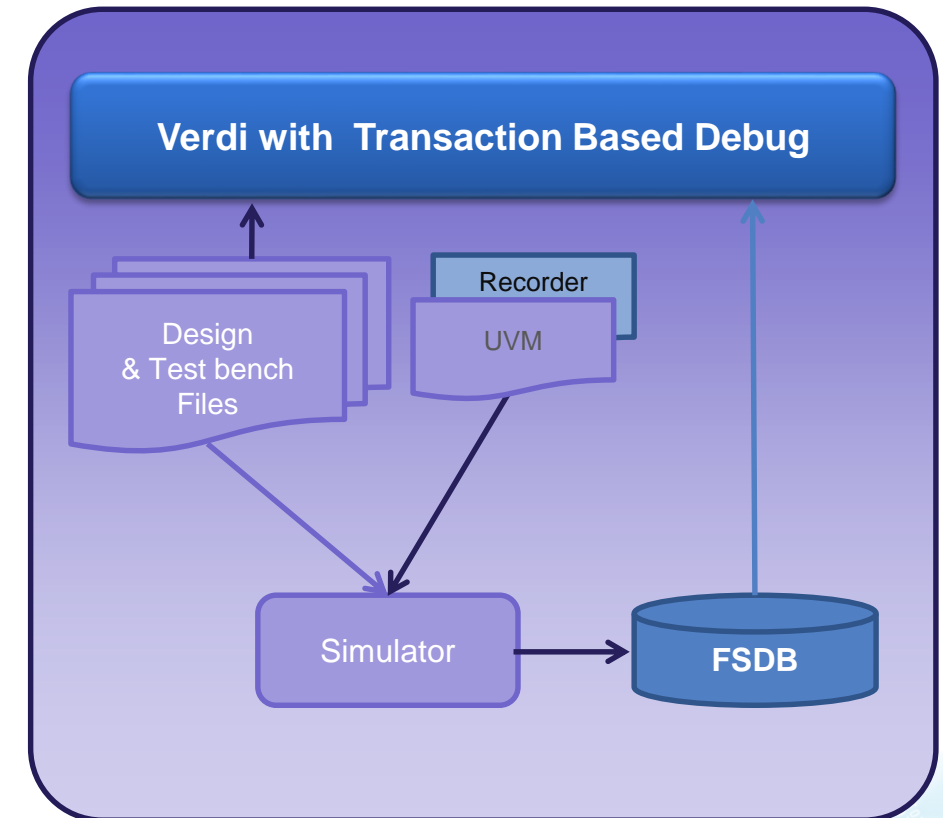 Verdi with Transaction Based Debug
Recorder
UVM
Design
& Test bench
Files
Simulator
FSDB